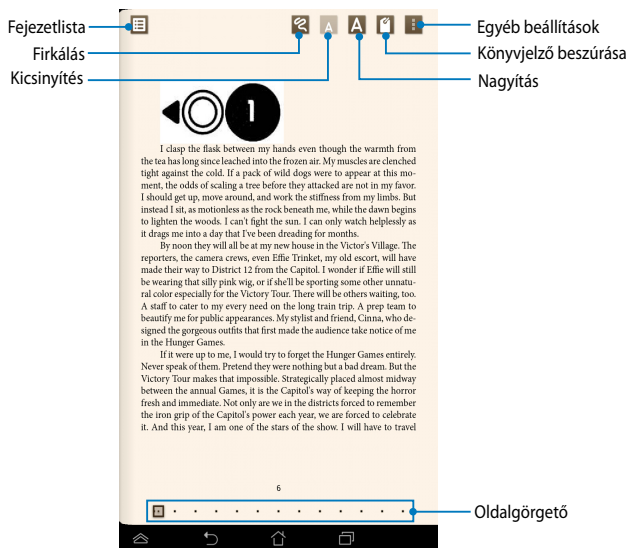 Fejezetlista
Firkálás
Kicsinyítés
A
A
Egyéb beállítások
Könyvjelző beszúrása
Nagyítás
1
I clasp the flask between my hands even though the warmth from
the tea has long since leached into the frozen air. My muscles are clenched
tight against the cold. If a pack of wild dogs were to appear at this mo-
ment, the odds of scaling a tree before they attacked are not in my favor.
I should get up, move around, and work the stiffness from my limbs. But
instead I sit, as motionless as the rock beneath me, while the dawn begins
to lighten the woods. I can't fight the sun. I can only watch helplessly as
it drags me into a day that I've been dreading for months.
By noon they will all be at my new house in the Victor's Village. The
reporters, the camera crews, even Effie Trinket, my old escort, will have
made their way to District 12 from the Capitol. I wonder if Effie will still
be wearing that silly pink wig, or if she'll be sporting some other unnatu-
ral color especially for the Victory Tour. There will be others waiting, too.
A staff to cater to my every need on the long train trip. A prep team to
beautify me for public appearances. My stylist and friend, Cinna, who de-
signed the gorgeous outfits that first made the audience take notice of me
in the Hunger Games.
If it were up to me, I would try to forget the Hunger Games entirely.
Never speak of them. Pretend they were nothing but a bad dream. But the
Victory Tour makes that impossible. Strategically placed almost midway
between the annual Games, it is the Capitol's way of keeping the horror
fresh and immediate. Not only are we in the districts forced to remember
the iron grip of the Capitol's power each year, we are forced to celebrate
it. And this year, I am one of the stars of the show. I will have to travel
6
Oldalgörgető